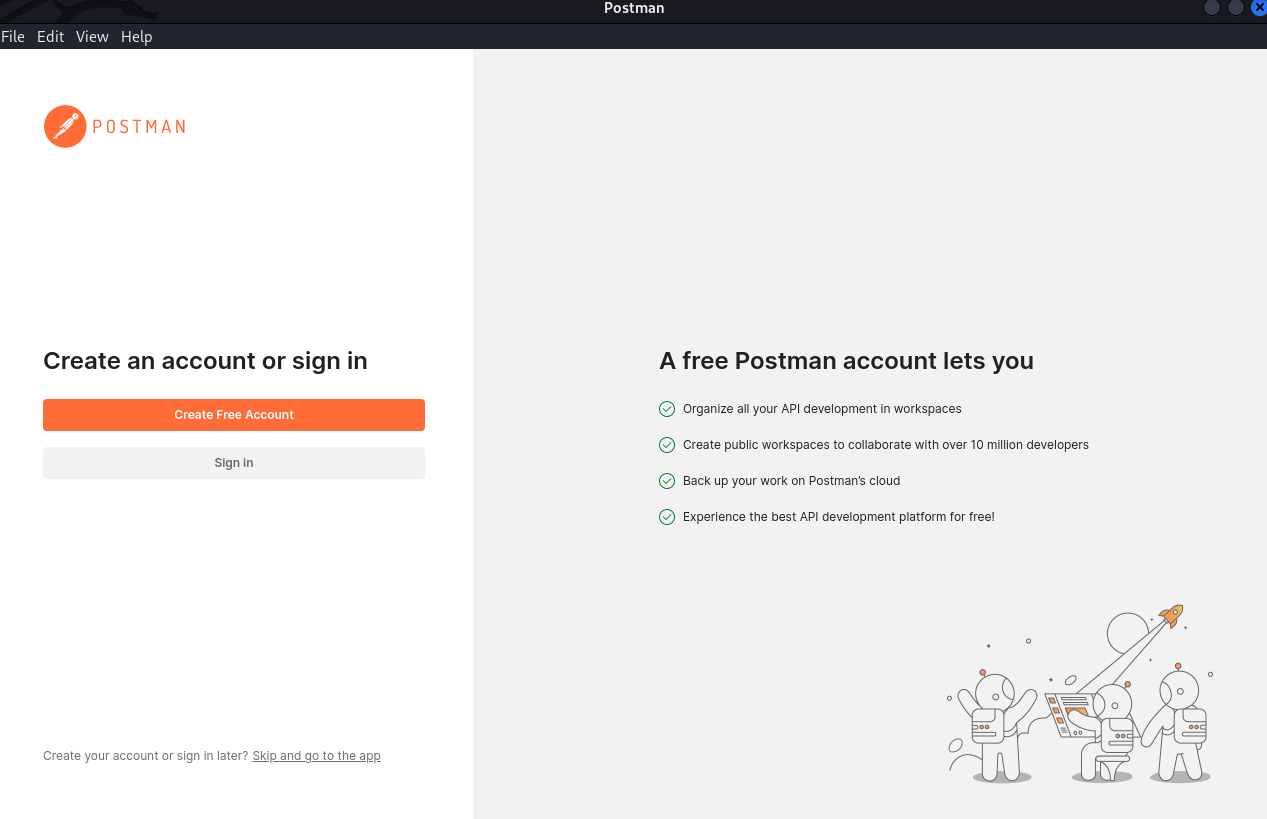 Postman
File Edit View Help
POSTMAN
Create an account or sign in
Create Free Account
Sign in
Create your account or sign in later? Skip and go to the app
A free Postman account lets you
Organize all your API development in workspaces
Create public workspaces to collaborate with over 10 million developers
Back up your work on Postman’s cloud
Experience the best API development platform for free!